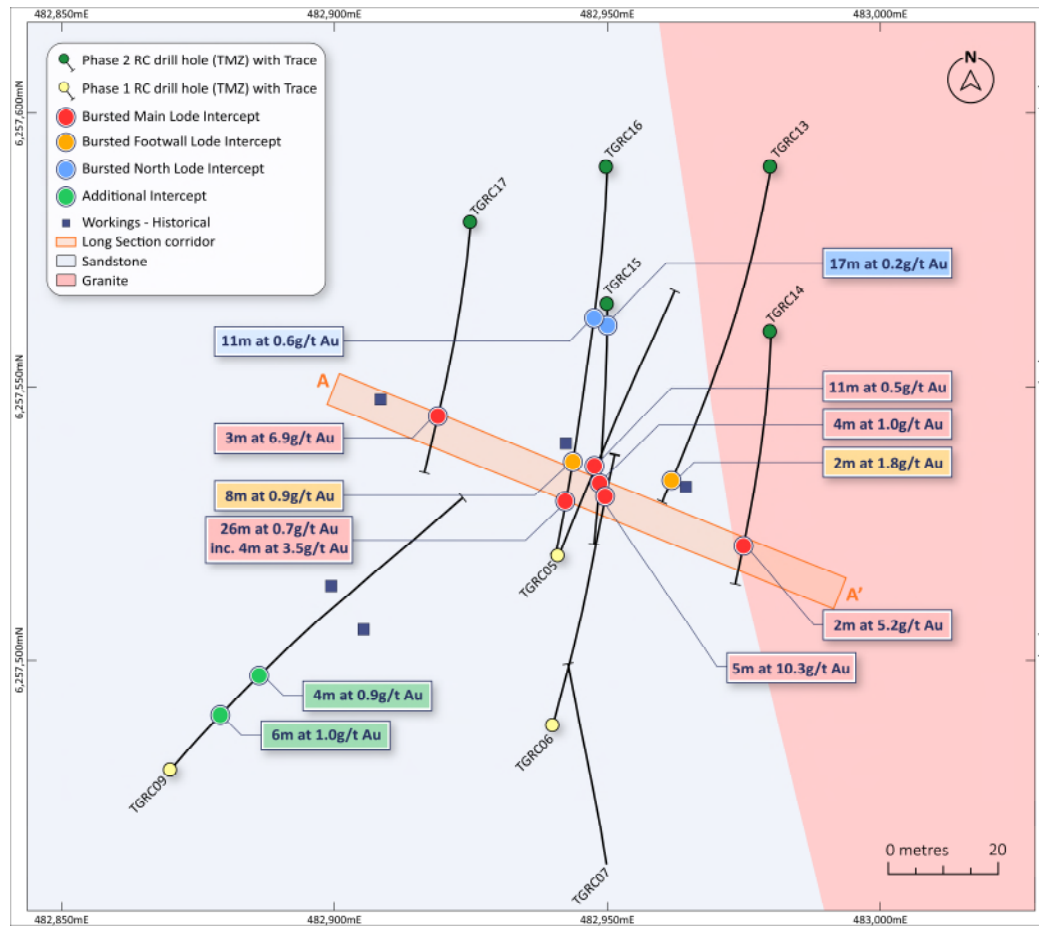 482,850mE
482,900mE
482,950mE
483,000mE
6,257,600mN
6,257,550mN
6,257,500mN
Phase 2 RC drill hole (TMZ) with Trace
Phase 1 RC drill hole (TMZ) with Trace
Bursted Main Lode Intercept
Bursted Footwall Lode Intercept
Bursted North Lode Intercept
Additional Intercept
Workings - Historical
Long Section corridor
Sandstone
Granite
N
TGRC16
TGRC13
TGRC17
TGRC15
TGRC14
17m at 0.2g/t Au
11m at 0.6g/t Au
A
11m at 0.5g/t Au
4m at 1.0g/t Au
3m at 6.9g/t Au
2m at 1.8g/t Au
8m at 0.9g/t Au
26m at 0.7g/t Au
inc. 4m at 3.5g/t Au
TGRC05
A'
2m at 5.2g/t Au
5m at 10.3g/t Au
4m at 0.9g/t Au
6m at 1.0g/t Au
TGRC06
TGRC09
TGRC07
0 metres 20
482,850mE
482,900mE
482,950mE
483,000mE